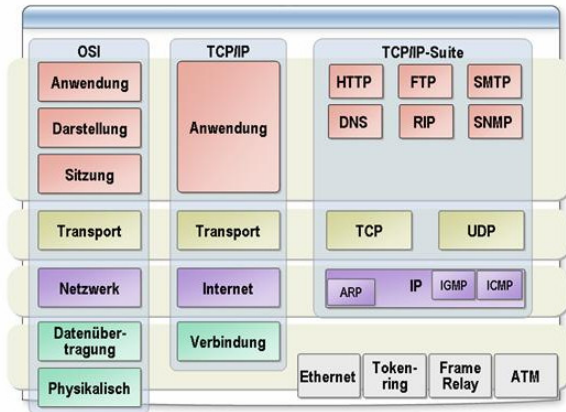 OSI
TCP/IP
TCP/IP-Suite
Anwendung
Darstellung
Sitzung
Anwendung
HTTP
FTP
SMTP
DNS
RIP
SNMP
Transport
Transport
TCP
UDP
Netzwerk
Internet
ARP
IP
IGMP
ICMP
Datenüber-
tragung
Physikalisch
Verbindung
Ethernet
Token-
ring
Frame
Relay
ATM